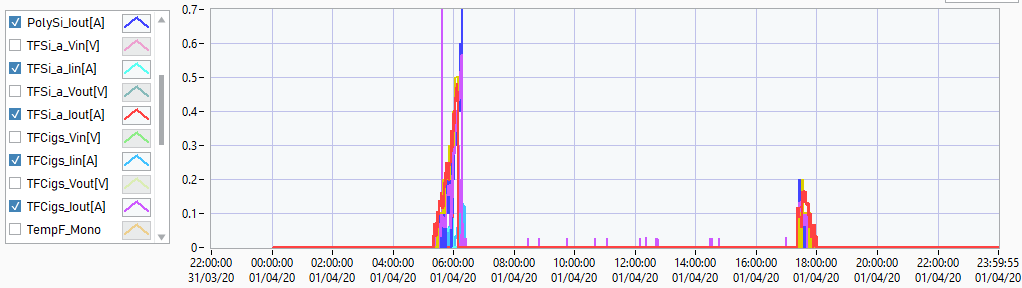 PolySi_Iout[A]
TFSi_a_Vin[V]
TFSi_a_Iin[A]
TFSi_a_Vout[V]
TFSi_a_Iout[A]
TFCigs_Vin[V]
TFCigs_Iin[A]
TFCigs_Vout[V]
TFCigs_Iout[A]
TempF_Mono
0.7
0.6
0.5
0.4
0.3
0.2
0.1
0
22:00:00 00:00:00 02:00:00 04:00:00 06:00:00 08:00:00 10:00:00 12:00:00 14:00:00 16:00:00 18:00:00 20:00:00 22:00:00 23:59:55
31/03/20 01/04/20 01/04/20 01/04/20 01/04/20 01/04/20 01/04/20 01/04/20 01/04/20 01/04/20 01/04/20 01/04/20 01/04/20 01/04/20